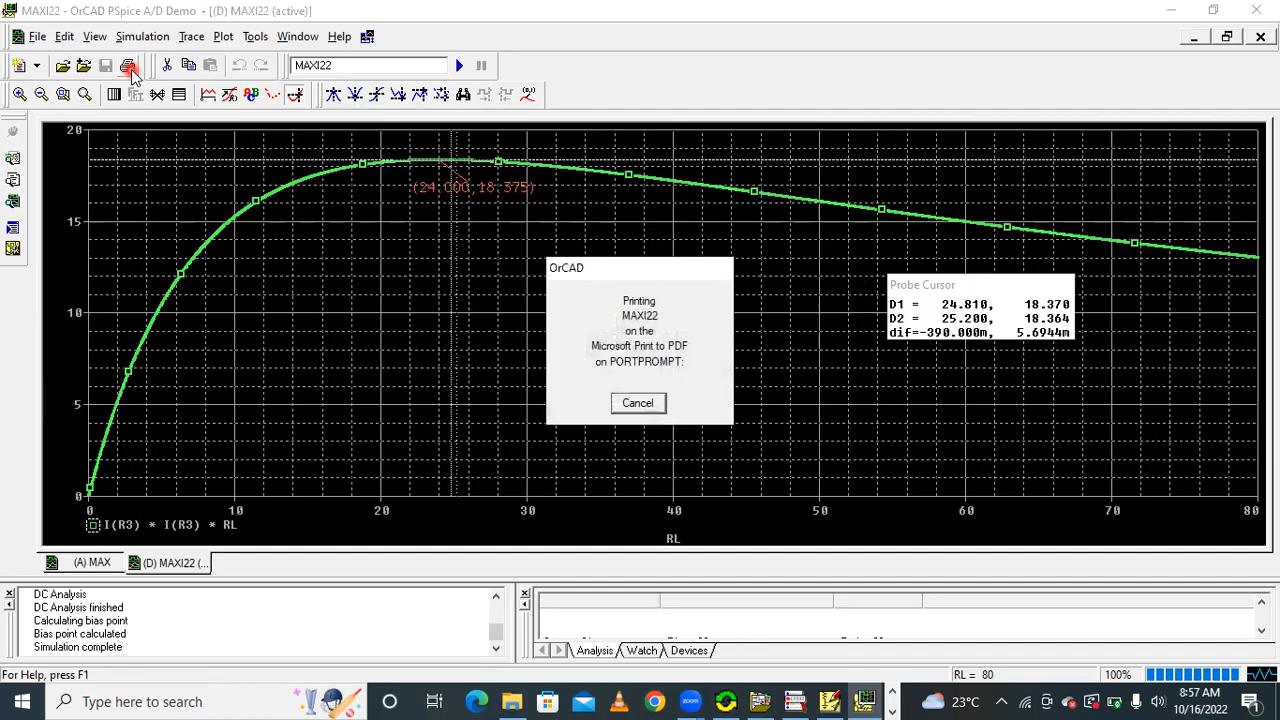 MAXI22 - OrCAD PSpice A/D Demo - [(D) MAXI22 (active)]
File Edit View Simulation Trace Plot Tools Window Help
MAXI22
20
15
10
5
0
(24.000,18.375)
OrCAD
Printing
MAXI22
on the
Microsoft Print to PDF
on PORTPROMPT:
Cancel
Probe Cursor
D1 = 24.810, 18.370
D2 = 25.200, 18.364
dif=-390.000m, 5.6944m
0 10 20 30 40 50 60 70 80
I(R3) * I(R3) * RL
RL
(A) MAX
(D) MAXI22 (...
DC Analysis
DC Analysis finished
Calculating bias point
Bias point calculated
Simulation complete
Analysis Watch Devices
For Help, press F1
RL = 80
100%
Type here to search
zoom
23°C
8:57 AM
10/16/2022